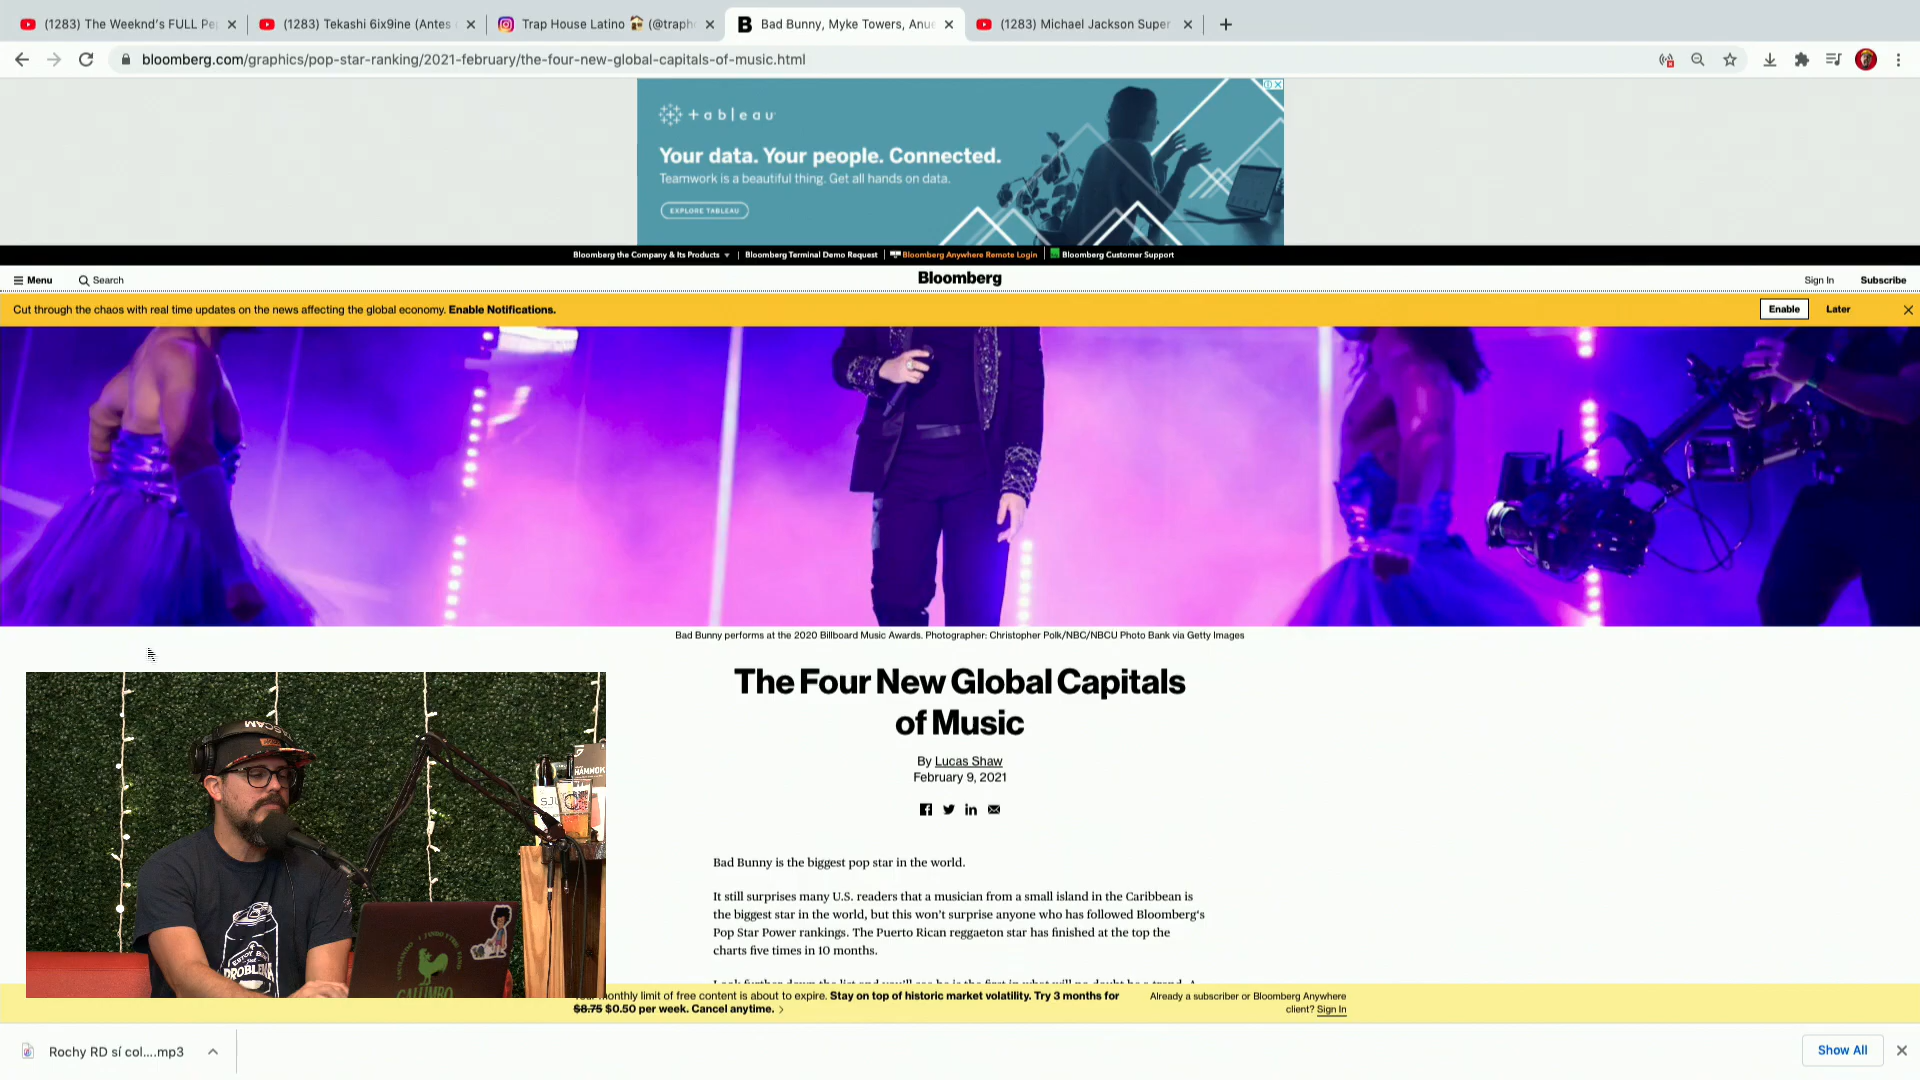 (1283) The Weeknd's FULL Pe
(1283) Tekashi 6ix9ine (Antes
Trap House Latino 🏠 (@traph
Bad Bunny, Myke Towers, Anue
(1283) Michael Jackson Super
bloomberg.com/graphics/pop-star-ranking/2021-february/the-four-new-global-capitals-of-music.html
+ableau
Your data. Your people. Connected.
Teamwork is a beautiful thing. Get all hands on data.
EXPLORE TABLEAU
Bloomberg the Company & Its Products
Bloomberg Terminal Demo Request
Bloomberg Anywhere Remote Login
Bloomberg Customer Support
Menu
Search
Bloomberg
Sign In
Subscribe
Cut through the chaos with real time updates on the news affecting the global economy. Enable Notifications.
Enable
Later
Bad Bunny performs at the 2020 Billboard Music Awards. Photographer: Christopher Polk/NBC/NBCU Photo Bank via Getty Images
The Four New Global Capitals
of Music
By Lucas Shaw
February 9, 2021
Bad Bunny is the biggest pop star in the world.
It still surprises many U.S. readers that a musician from a small island in the Caribbean is
the biggest star in the world, but this won't surprise anyone who has followed Bloomberg's
Pop Star Power rankings. The Puerto Rican reggaeton star has finished at the top the
charts five times in 10 months.
monthly limit of free content is about to expire. Stay on top of historic market volatility. Try 3 months for
$8.75 $0.50 per week. Cancel anytime.
Already a subscriber or Bloomberg Anywhere
client? Sign In
PROBLEMA
SJU
Rochy RD sí col....mp3
Show All